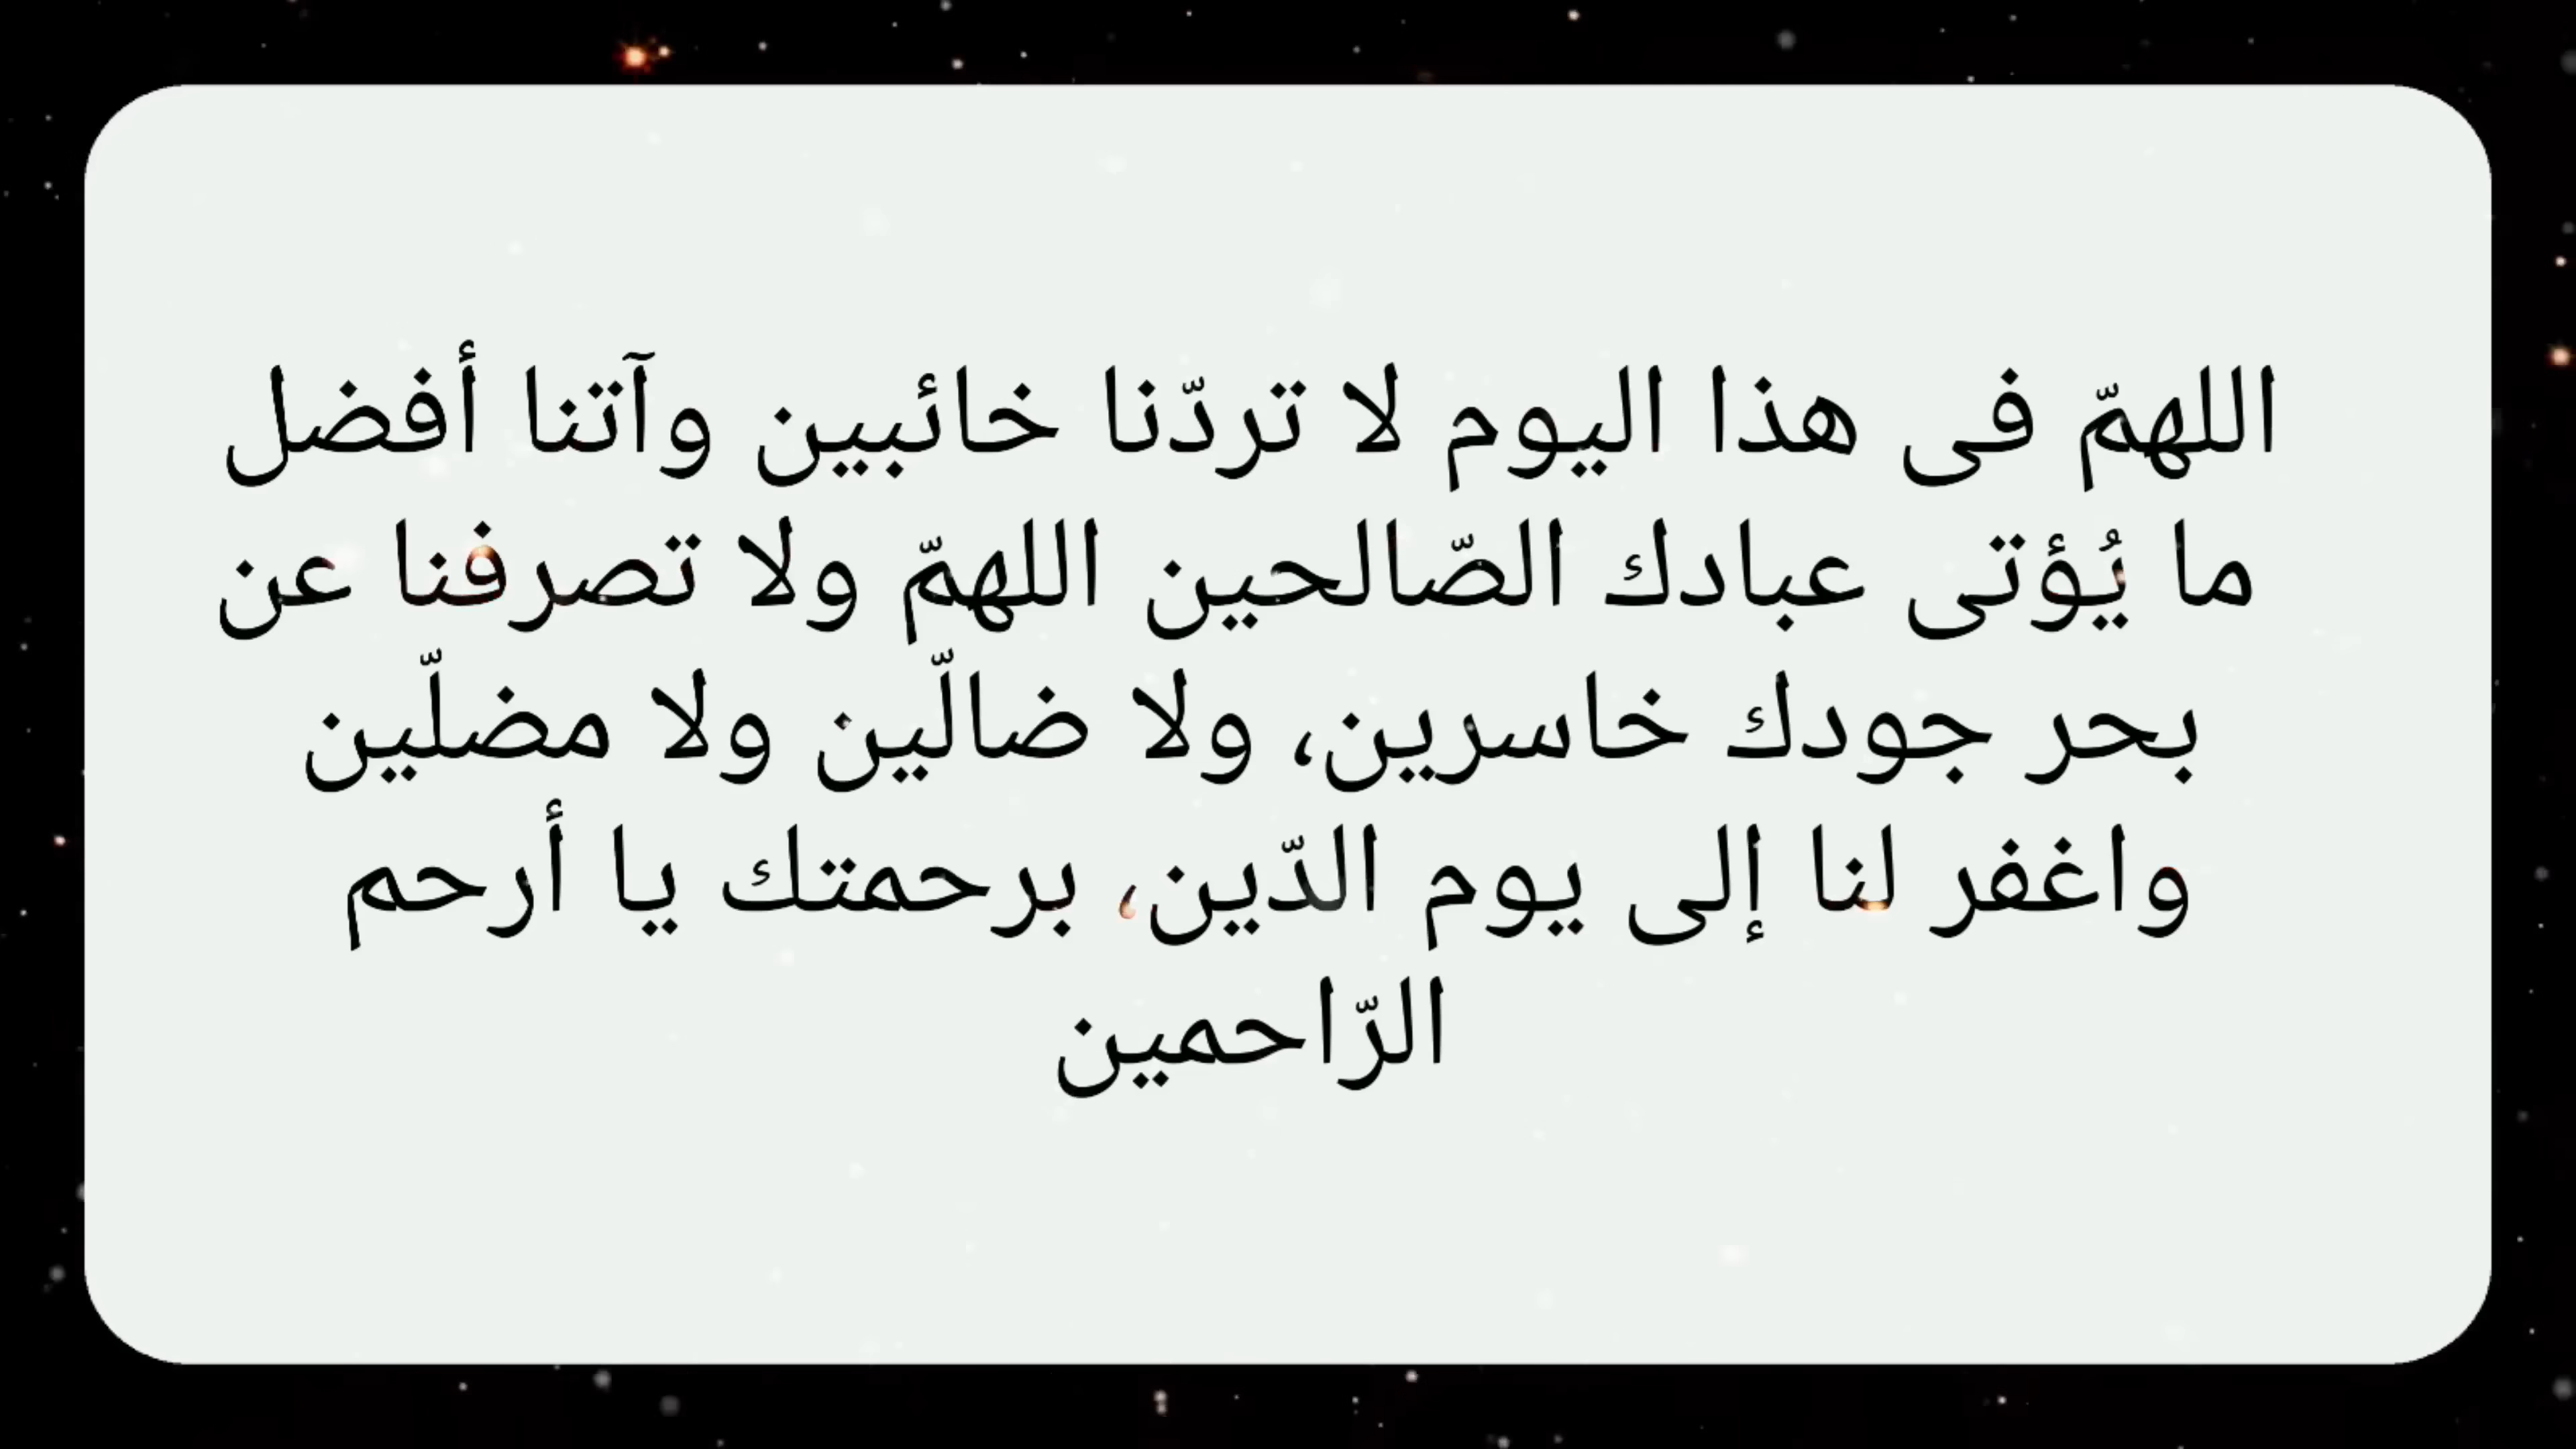 اللهمّ فى هذا اليوم لا تردّنا خائبين وآتنا أفضل
ما يُؤتى عبادك الصّالحين اللهمّ ولا تصرفنا عن
بحر جودك خاسرين، ولا ضالّين ولا مضلّين
واغفر لنا إلى يوم الدّين، برحمتك يا أرحم
الرّاحمين